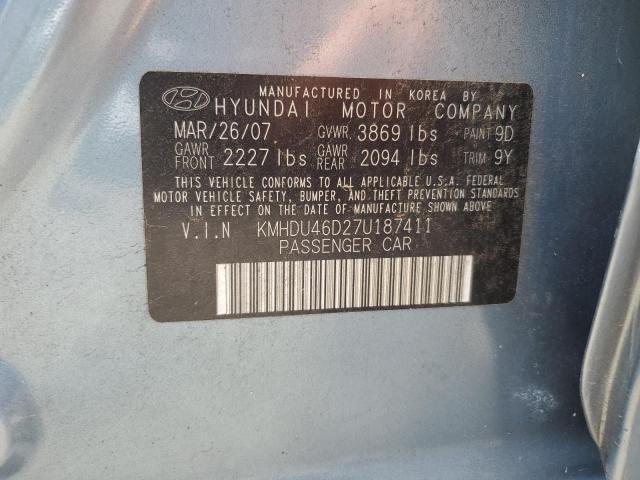 MANUFACTURED IN KOREA BY
HYUNDAI MOTOR COMPANY
MAR/26/07 GVWR 3869 lbs PAINT 9D
GAWR FRONT 2227 lbs GAWR REAR 2094 lbs TRIM 9Y
THIS VEHICLE CONFORMS TO ALL APPLICABLE U.S.A. FEDERAL
MOTOR VEHICLE SAFETY, BUMPER, AND THEFT PREVENTION STANDARDS
IN EFFECT ON THE DATE OF MANUFACTURE SHOWN ABOVE.
V.I.N KMHDU46D27U187411
PASSENGER CAR